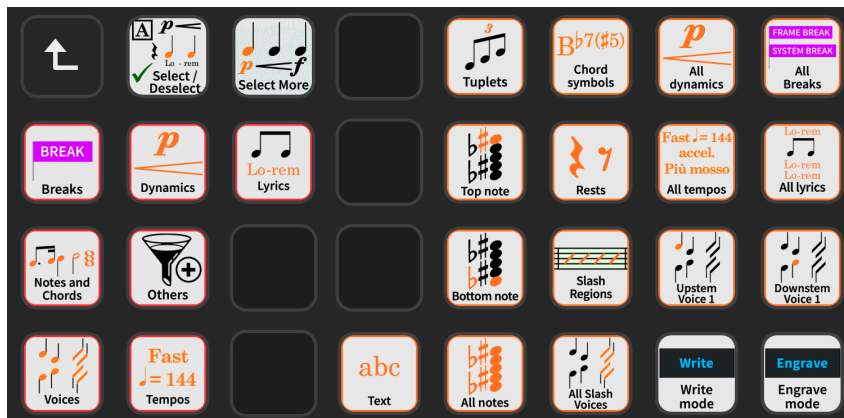 A p
Lo - rem
Select /
Deselect
p f
Select More
3
Tuplets
B♭7(♯5)
Chord
symbols
p
All
dynamics
FRAME BREAK
SYSTEM BREAK
All
Breaks
BREAK
Breaks
p
Dynamics
Lo-rem
Lyrics
Top note
Rests
Fast ♩= 144
accel.
Più mosso
All tempos
Lo-rem
Lo-rem
Lo-rem
All lyrics
Notes and
Chords
Others
Bottom note
Slash
Regions
Upstem
Voice 1
Downstem
Voice 1
Voices
Fast
♩= 144
Tempos
abc
Text
All notes
All Slash
Voices
Write
Write
mode
Engrave
Engrave
mode